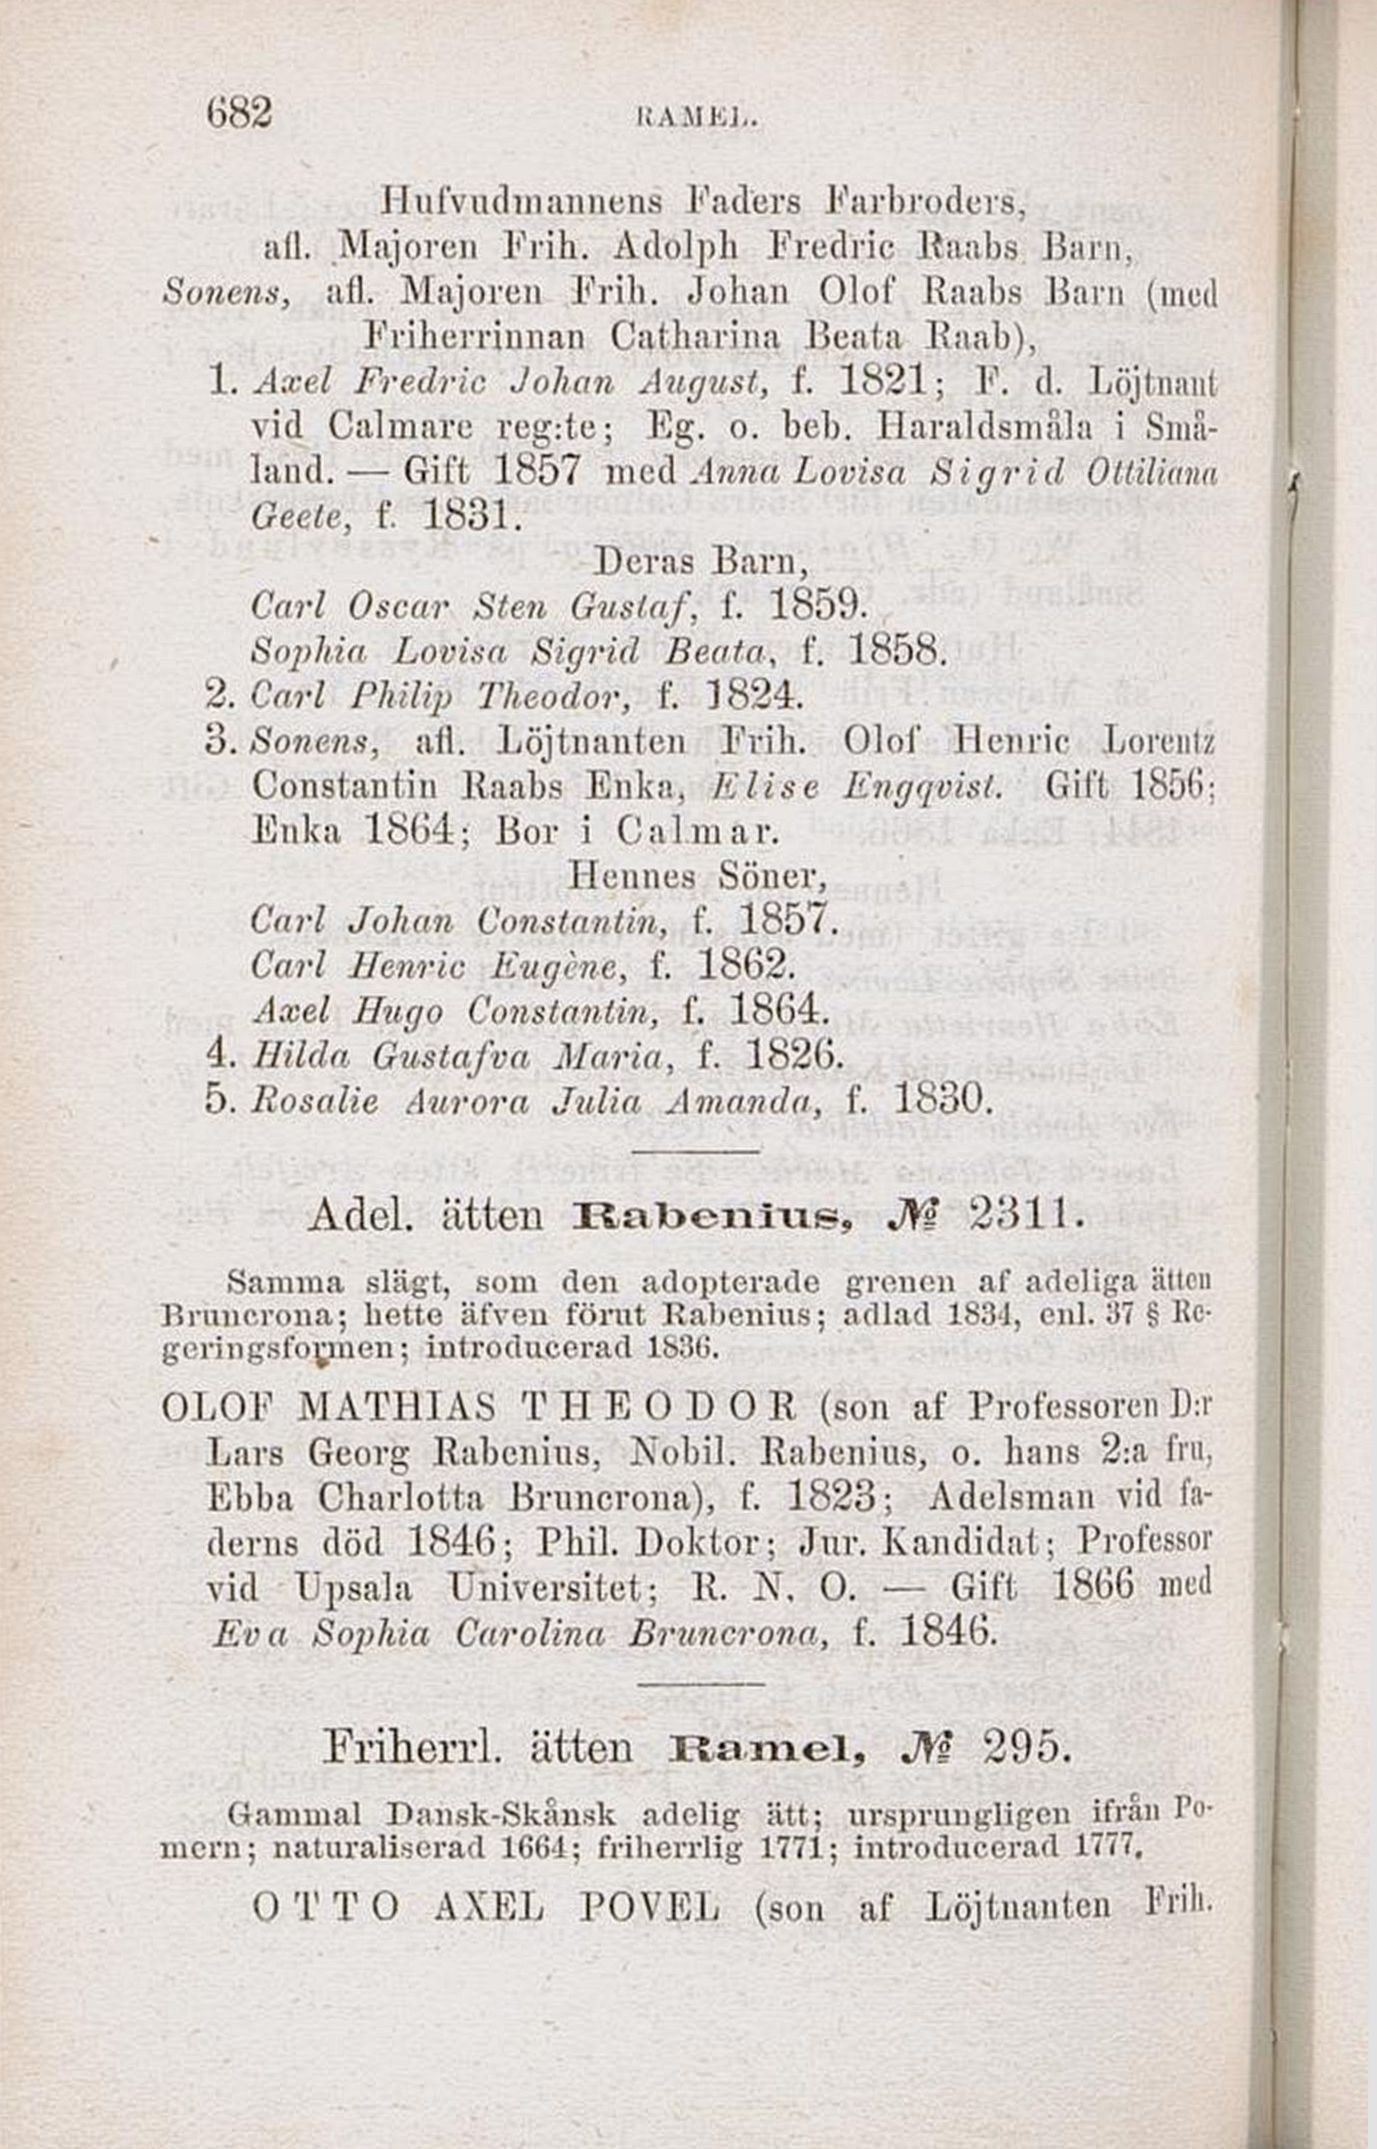 682
RAMEL.
Hufvudmannens Faders Farbroders,
afl. Majoren Frih. Adolph Fredric Raabs Barn,
Sonens, afl. Majoren Frih. Johan Olof Raabs Barn (med
Friherrinnan Catharina Beata Raab),
1. Axel Fredric Johan August, f. 1821; F. d. Löjtnant
vid Calmare reg:te; Eg. o. beb. Haraldsmåla i Små-
land. — Gift 1857 med Anna Lovisa Sigrid Ottiliana
Geete, f. 1831.
Deras Barn,
Carl Oscar Sten Gustaf, f. 1859.
Sophia Lovisa Sigrid Beata, f. 1858.
2. Carl Philip Theodor, f. 1824.
3. Sonens, afl. Löjtnanten Frih. Olof Henric Lorentz
Constantin Raabs Enka, Elise Engqvist. Gift 1856;
Enka 1864; Bor i Calmar.
Hennes Söner,
Carl Johan Constantin, f. 1857.
Carl Henric Eugène, f. 1862.
Axel Hugo Constantin, f. 1864.
4. Hilda Gustafva Maria, f. 1826.
5. Rosalie Aurora Julia Amanda, f. 1830.
Adel. ätten Rabenius, № 2311.
Samma slägt, som den adopterade grenen af adeliga ätten
Bruncrona; hette äfven förut Rabenius; adlad 1834, enl. 37 § Re-
geringsformen; introducerad 1836.
OLOF MATHIAS THEODOR (son af Professoren D:r
Lars Georg Rabenius, Nobil. Rabenius, o. hans 2:a fru,
Ebba Charlotta Bruncrona), f. 1823; Adelsman vid fa-
derns död 1846; Phil. Doktor; Jur. Kandidat; Professor
vid Upsala Universitet; R. N. O. — Gift 1866 med
Eva Sophia Carolina Bruncrona, f. 1846.
Friherrl. ätten Ramel, № 295.
Gammal Dansk-Skånsk adelig ätt; ursprungligen ifrån Po-
mern; naturaliserad 1664; friherrlig 1771; introducerad 1777.
OTTO AXEL POVEL (son af Löjtnanten Frih.